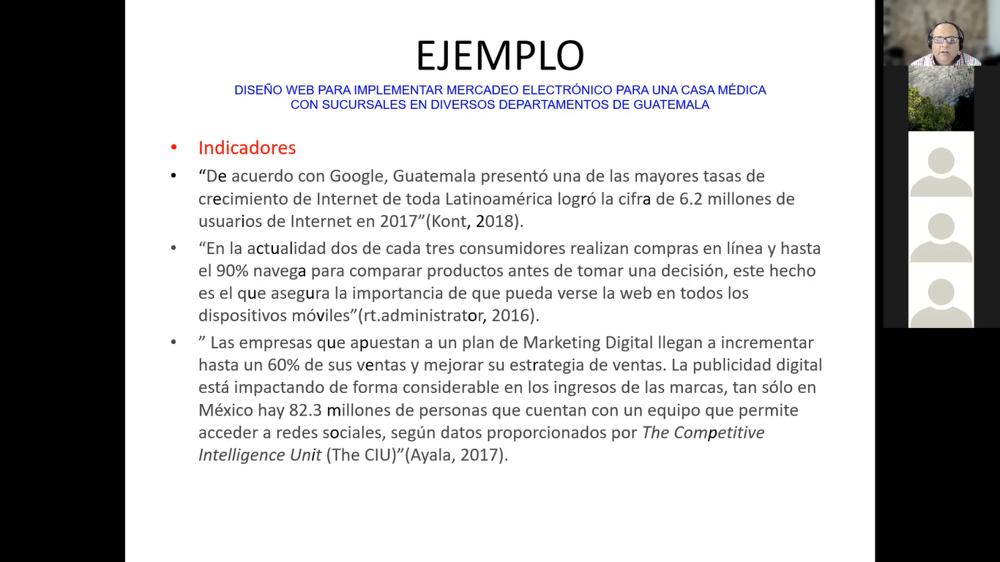 EJEMPLO
DISEÑO WEB PARA IMPLEMENTAR MERCADEO ELECTRÓNICO PARA UNA CASA MÉDICA
CON SUCURSALES EN DIVERSOS DEPARTAMENTOS DE GUATEMALA
• Indicadores
• “De acuerdo con Google, Guatemala presentó una de las mayores tasas de
crecimiento de Internet de toda Latinoamérica logró la cifra de 6.2 millones de
usuarios de Internet en 2017”(Kont, 2018).
• “En la actualidad dos de cada tres consumidores realizan compras en línea y hasta
el 90% navega para comparar productos antes de tomar una decisión, este hecho
es el que asegura la importancia de que pueda verse la web en todos los
dispositivos móviles”(rt.administrator, 2016).
• ” Las empresas que apuestan a un plan de Marketing Digital llegan a incrementar
hasta un 60% de sus ventas y mejorar su estrategia de ventas. La publicidad digital
está impactando de forma considerable en los ingresos de las marcas, tan sólo en
México hay 82.3 millones de personas que cuentan con un equipo que permite
acceder a redes sociales, según datos proporcionados por The Competitive
Intelligence Unit (The CIU)”(Ayala, 2017).